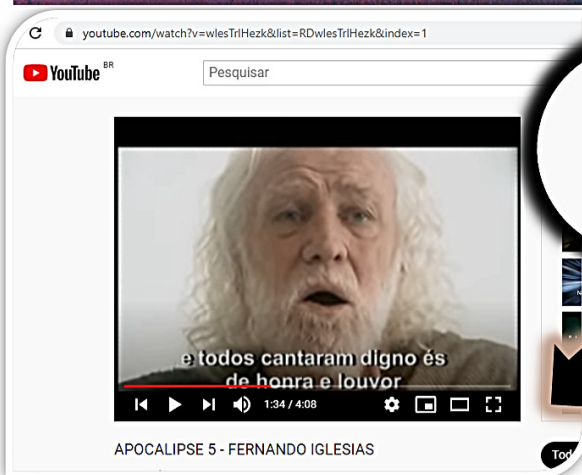 youtube.com/watch?v=wlesTrlHezk&list=RDwlesTrlHezk&index=1
YouTube BR
Pesquisar
e todos cantaram digno és
de honra e louvor
1:34 / 4:08
APOCALIPSE 5 - FERNANDO IGLESIAS
Tod